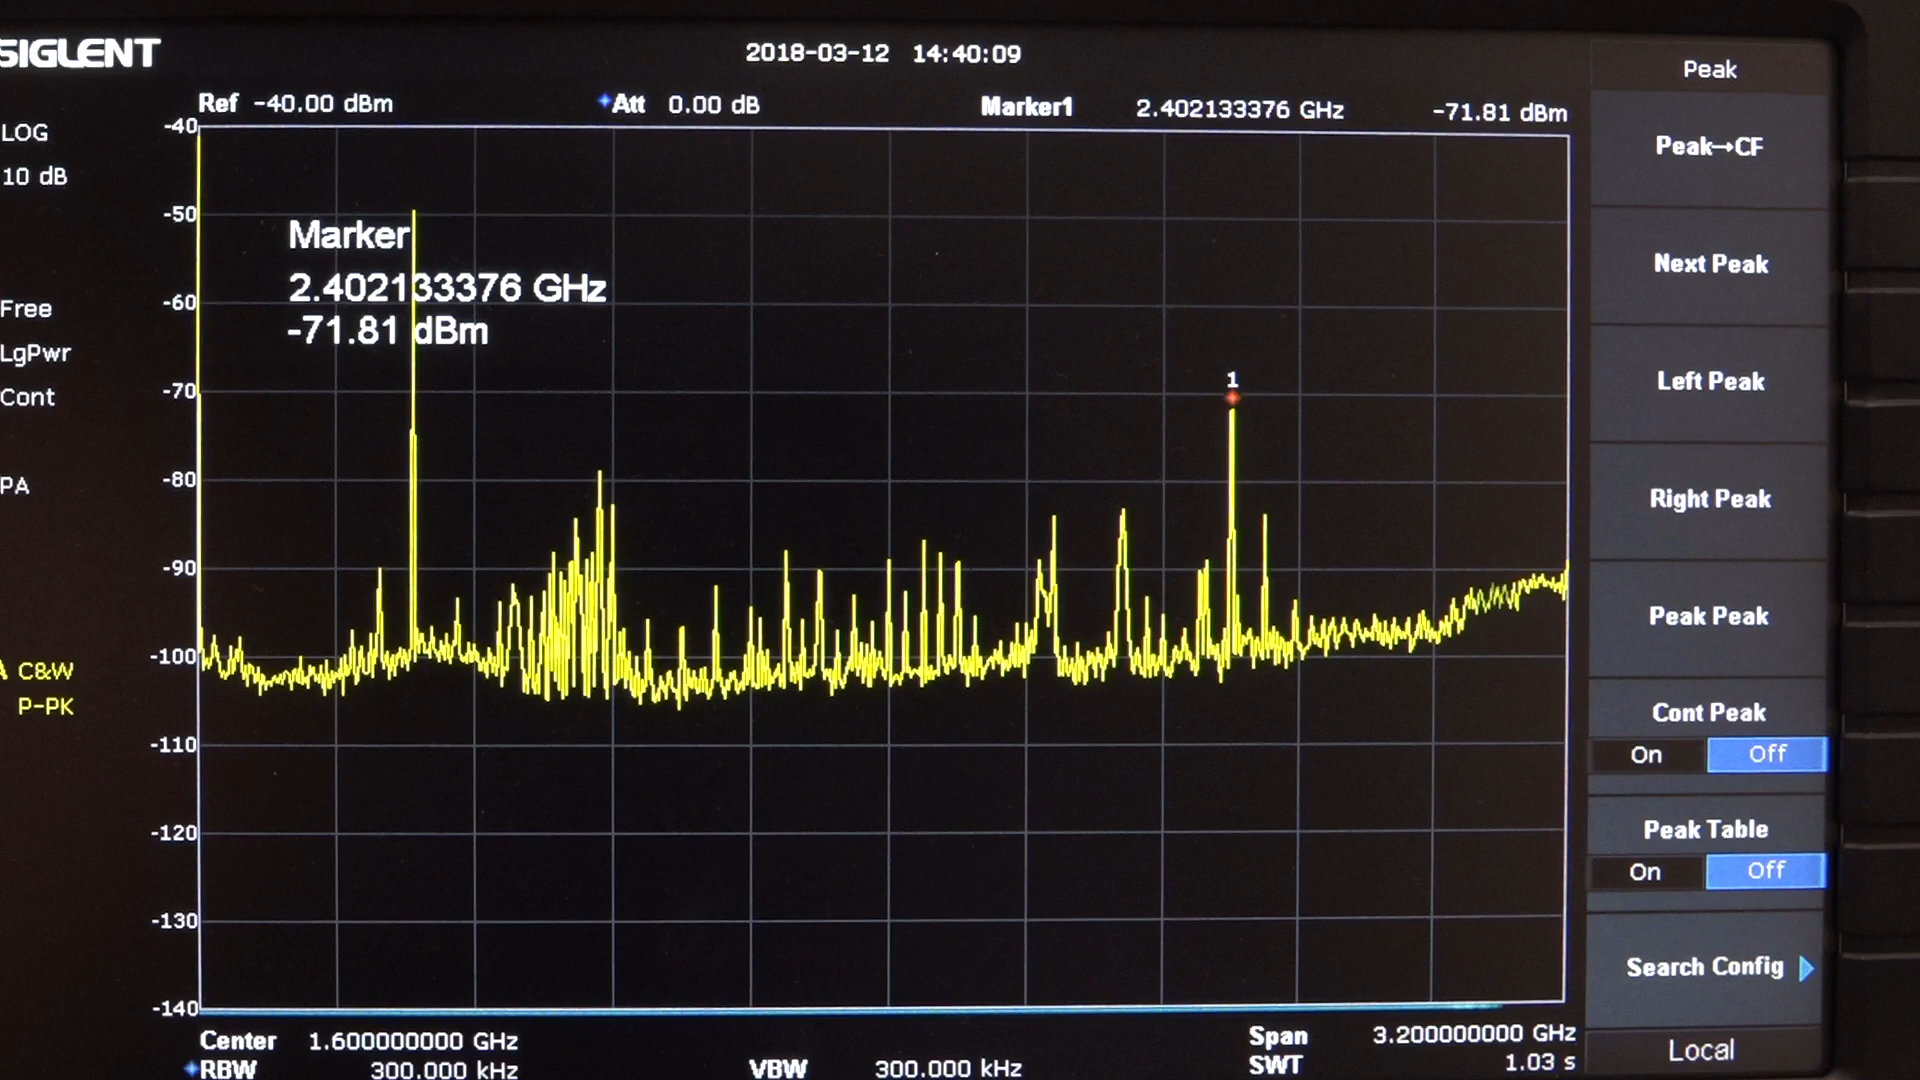 SIGLENT
2018-03-12 14:40:09
Peak
Ref -40.00 dBm
Att 0.00 dB
Marker1 2.402133376 GHz -71.81 dBm
LOG
10 dB
Free
LgPwr
Cont
PA
A C&W
P-PK
-40
-50
-60
-70
-80
-90
-100
-110
-120
-130
-140
Marker
2.402133376 GHz
-71.81 dBm
1
Peak→CF
Next Peak
Left Peak
Right Peak
Peak Peak
Cont Peak
On Off
Peak Table
On Off
Search Config
Local
Center 1.600000000 GHz
Span 3.200000000 GHz
RBW 300.000 kHz
VBW 300.000 kHz
SWT 1.03 s